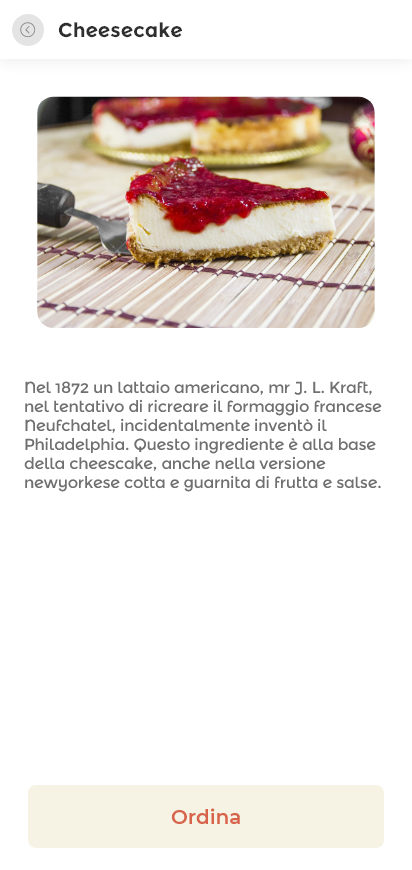 Cheesecake
Nel 1872 un lattaio americano, mr J. L. Kraft,
nel tentativo di ricreare il formaggio francese
Neufchatel, incidentalmente inventò il
Philadelphia. Questo ingrediente è alla base
della cheescake, anche nella versione
newyorkese cotta e guarnita di frutta e salse.
Ordina